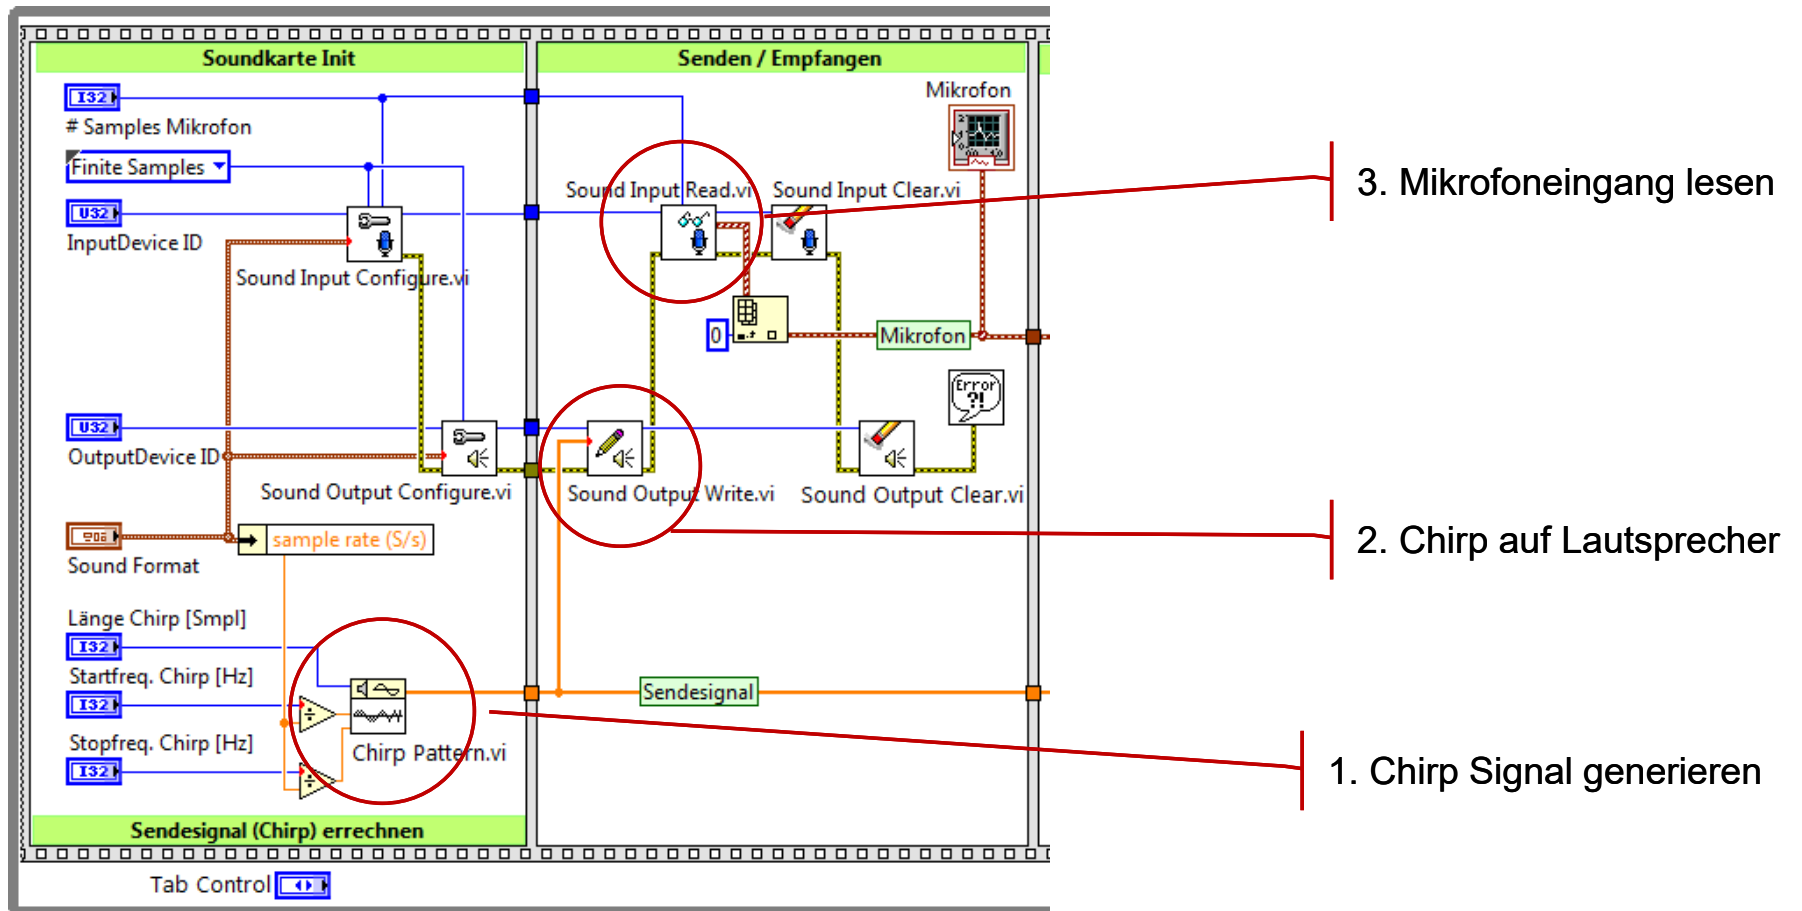 Soundkarte Init
Senden / Empfangen
Mikrofon
I32
# Samples Mikrofon
Finite Samples
Sound Input Read.vi
Sound Input Clear.vi
3. Mikrofoneingang lesen
U32
InputDevice ID
Sound Input Configure.vi
0
Mikrofon
Error
?!
U32
OutputDevice ID
Sound Output Configure.vi
Sound Output Write.vi
Sound Output Clear.vi
sample rate (S/s)
2. Chirp auf Lautsprecher
Sound Format
Länge Chirp [Smpl]
I32
Startfreq. Chirp [Hz]
I32
Sendesignal
Stopfreq. Chirp [Hz]
I32
Chirp Pattern.vi
1. Chirp Signal generieren
Sendesignal (Chirp) errechnen
Tab Control